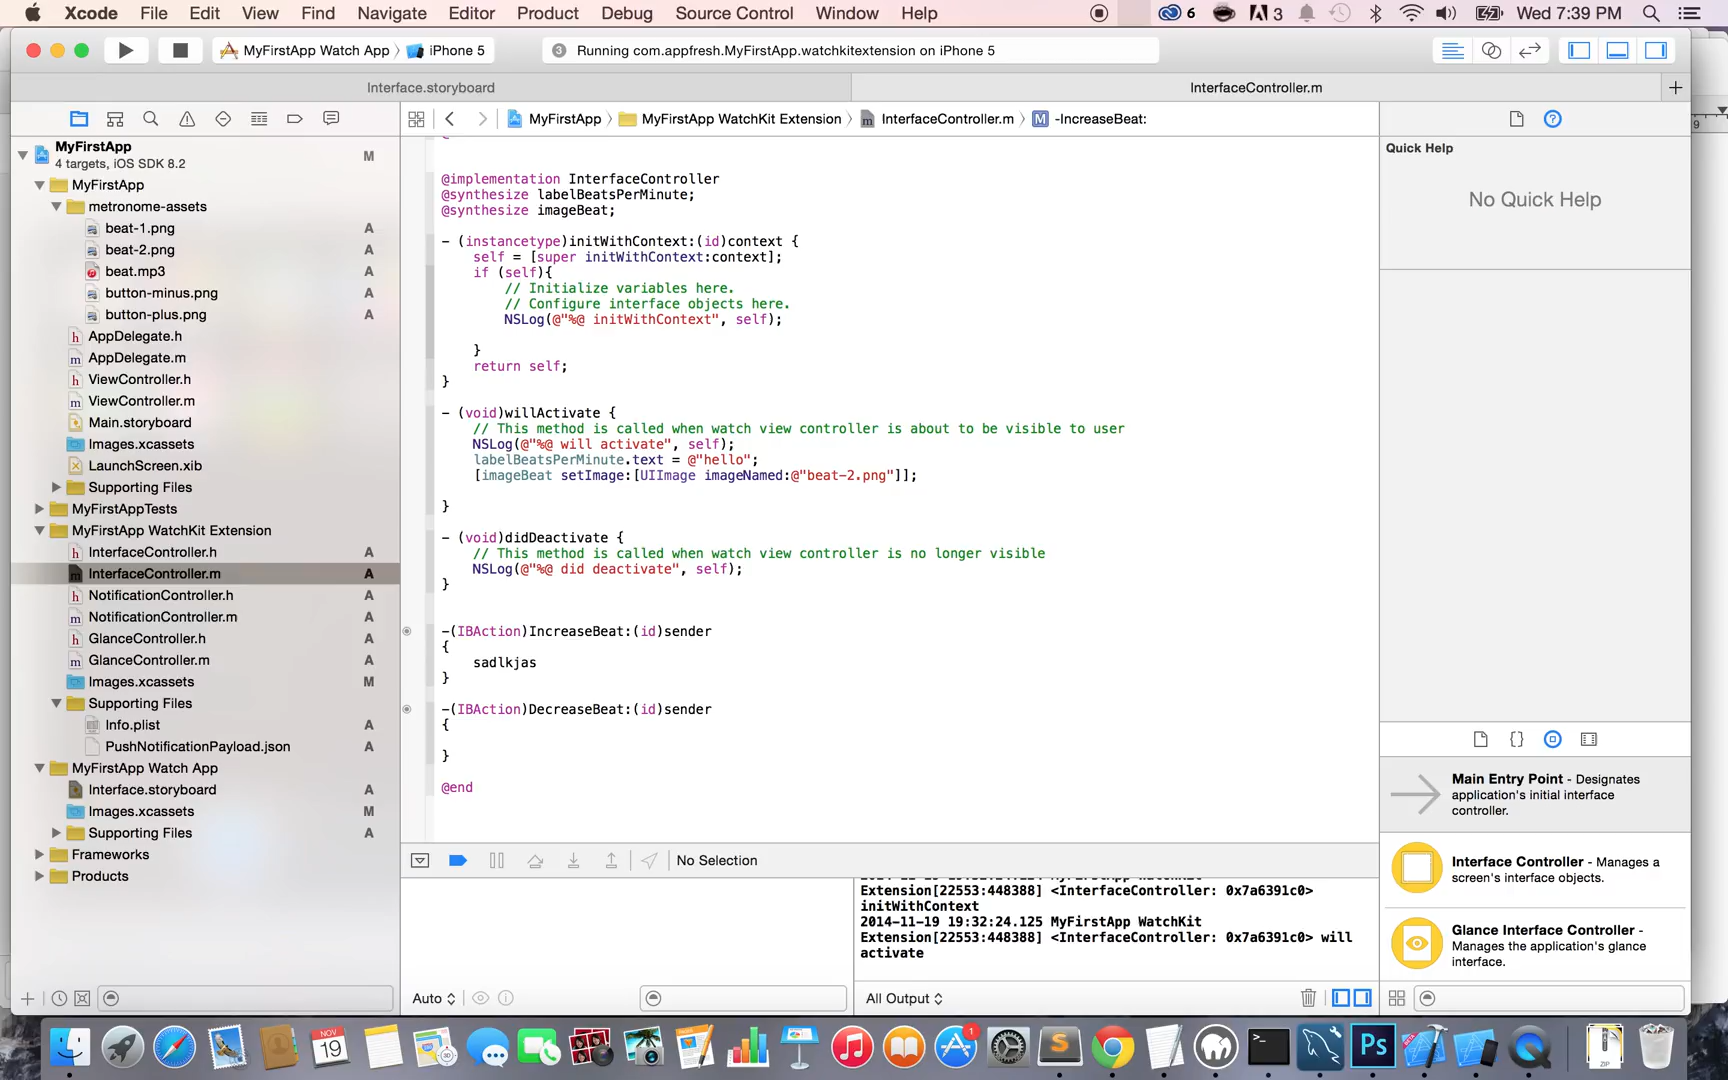 Xcode File Edit View Find Navigate Editor Product Debug Source Control Window Help 6 3 Wed 7:39 PM
MyFirstApp Watch App iPhone 5 3 Running com.appfresh.MyFirstApp.watchkitextension on iPhone 5
Interface.storyboard InterfaceController.m
MyFirstApp MyFirstApp WatchKit Extension InterfaceController.m M -IncreaseBeat:
MyFirstApp M
4 targets, iOS SDK 8.2
MyFirstApp
metronome-assets
beat-1.png A
beat-2.png A
beat.mp3 A
button-minus.png A
button-plus.png A
h AppDelegate.h
m AppDelegate.m
h ViewController.h
m ViewController.m
Main.storyboard
Images.xcassets
LaunchScreen.xib
Supporting Files
MyFirstAppTests
MyFirstApp WatchKit Extension
h InterfaceController.h A
m InterfaceController.m A
h NotificationController.h A
m NotificationController.m A
h GlanceController.h A
m GlanceController.m A
Images.xcassets M
Supporting Files
Info.plist A
PushNotificationPayload.json A
MyFirstApp Watch App
Interface.storyboard A
Images.xcassets M
Supporting Files A
Frameworks
Products
@implementation InterfaceController
@synthesize labelBeatsPerMinute;
@synthesize imageBeat;
- (instancetype)initWithContext:(id)context {
self = [super initWithContext:context];
if (self){
// Initialize variables here.
// Configure interface objects here.
NSLog(@"%@ initWithContext", self);
}
return self;
}
- (void)willActivate {
// This method is called when watch view controller is about to be visible to user
NSLog(@"%@ will activate", self);
labelBeatsPerMinute.text = @"hello";
[imageBeat setImage:[UIImage imageNamed:@"beat-2.png"]];
}
- (void)didDeactivate {
// This method is called when watch view controller is no longer visible
NSLog(@"%@ did deactivate", self);
}
-(IBAction)IncreaseBeat:(id)sender
{
sadlkjas
}
-(IBAction)DecreaseBeat:(id)sender
{
}
@end
No Selection
Extension[22553:448388] <InterfaceController: 0x7a6391c0>
initWithContext
2014-11-19 19:32:24.125 MyFirstApp WatchKit
Extension[22553:448388] <InterfaceController: 0x7a6391c0> will
activate
Auto All Output
Quick Help
No Quick Help
9
Main Entry Point - Designates
application's initial interface
controller.
Interface Controller - Manages a
screen's interface objects.
Glance Interface Controller -
Manages the application's glance
interface.
NOV
19
1
S
Ps
ZIP